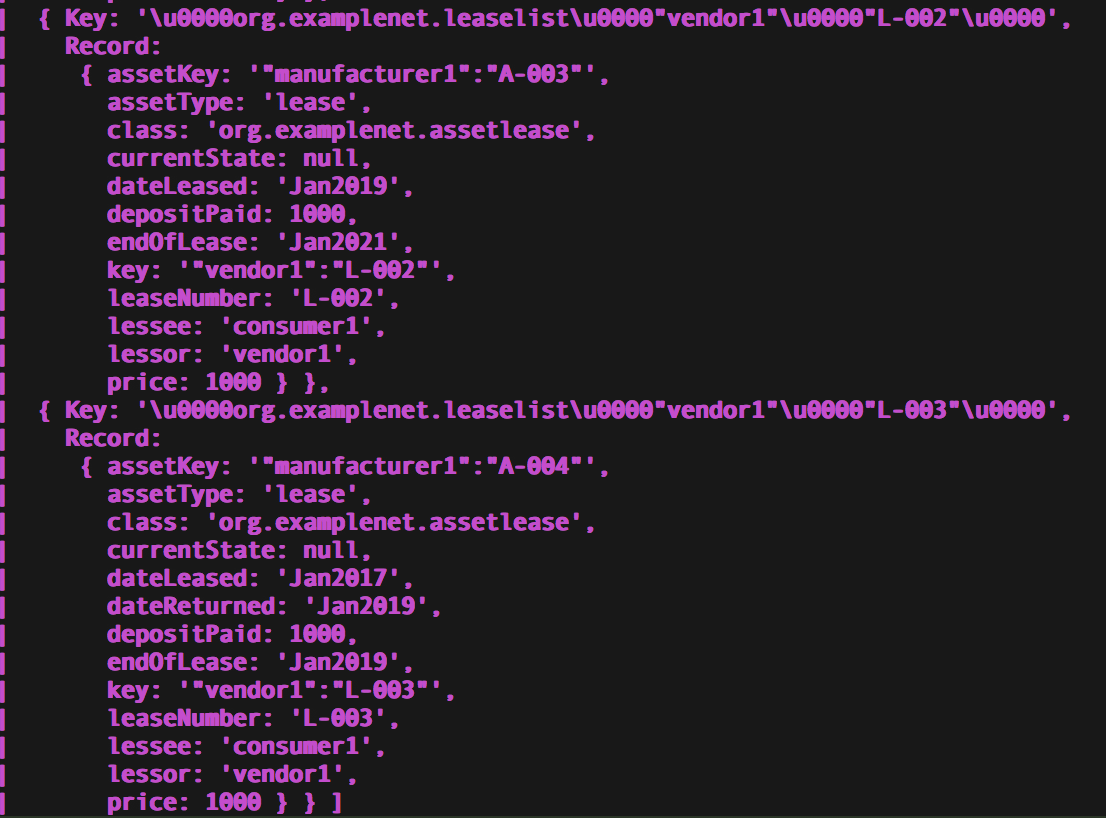 { Key: '\u0000org.examplenet.leaselist\u0000"vendor1"\u0000"L-002"\u0000',
Record:
{ assetKey: '"manufacturer1":"A-003"',
assetType: 'lease',
class: 'org.examplenet.assetlease',
currentState: null,
dateLeased: 'Jan2019',
depositPaid: 1000,
endOfLease: 'Jan2021',
key: '"vendor1":"L-002"',
leaseNumber: 'L-002',
lessee: 'consumer1',
lessor: 'vendor1',
price: 1000 } },
{ Key: '\u0000org.examplenet.leaselist\u0000"vendor1"\u0000"L-003"\u0000',
Record:
{ assetKey: '"manufacturer1":"A-004"',
assetType: 'lease',
class: 'org.examplenet.assetlease',
currentState: null,
dateLeased: 'Jan2017',
dateReturned: 'Jan2019',
depositPaid: 1000,
endOfLease: 'Jan2019',
key: '"vendor1":"L-003"',
leaseNumber: 'L-003',
lessee: 'consumer1',
lessor: 'vendor1',
price: 1000 } } ]